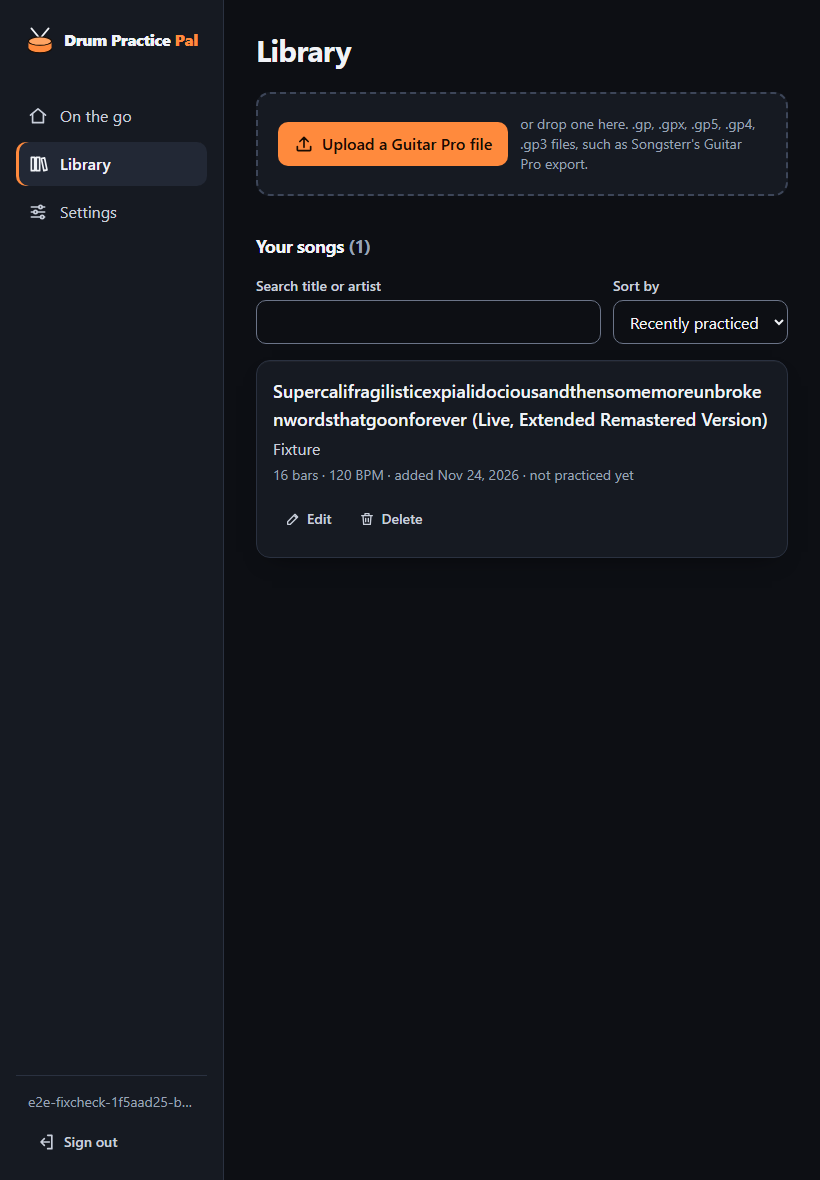 Drum Practice Pal
On the go
Library
Settings
e2e-fixcheck-1f5aad25-b...
Sign out
Library
Upload a Guitar Pro file
or drop one here. .gp, .gpx, .gp5, .gp4,
.gp3 files, such as Songsterr's Guitar
Pro export.
Your songs (1)
Search title or artist
Sort by
Recently practiced
Supercalifragilisticexpialidociousandthensomemoreunbroke
nwordsthatgoonforever (Live, Extended Remastered Version)
Fixture
16 bars · 120 BPM · added Nov 24, 2026 · not practiced yet
Edit
Delete